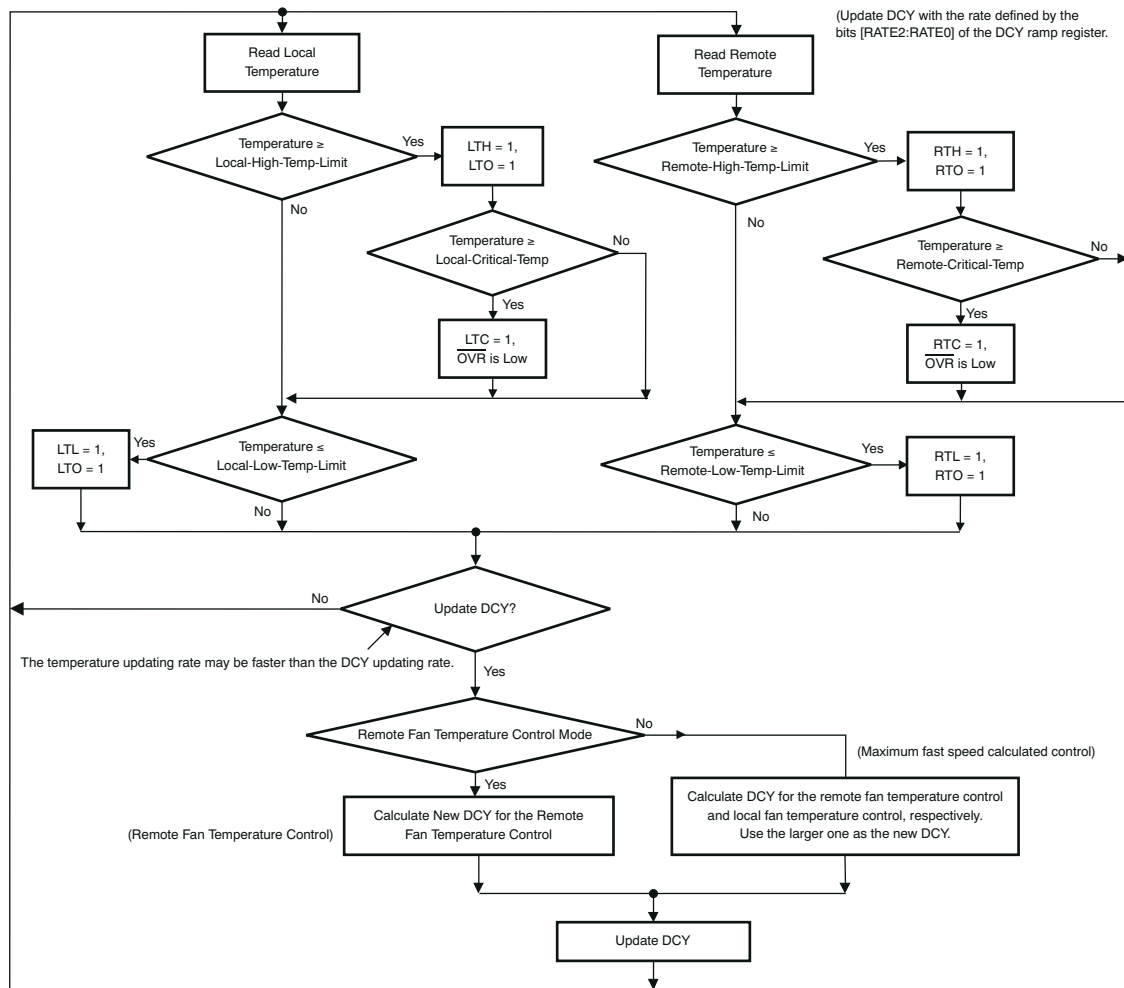 (Update DCY with the rate defined by the
bits [RATE2:RATE0] of the DCY ramp register.
Read Local
Temperature
Read Remote
Temperature
Temperature ≥
Local-High-Temp-Limit
Yes
No
LTH = 1,
LTO = 1
Temperature ≥
Remote-High-Temp-Limit
Yes
No
RTH = 1,
RTO = 1
Temperature ≥
Local-Critical-Temp
No
Yes
Temperature ≥
Remote-Critical-Temp
No
Yes
LTC = 1,
OVR is Low
RTC = 1,
OVR is Low
LTL = 1,
LTO = 1
Yes
Temperature ≤
Local-Low-Temp-Limit
No
Temperature ≤
Remote-Low-Temp-Limit
Yes
No
RTL = 1,
RTO = 1
No
Update DCY?
The temperature updating rate may be faster than the DCY updating rate.
Yes
Remote Fan Temperature Control Mode
No
Yes
(Maximum fast speed calculated control)
(Remote Fan Temperature Control)
Calculate New DCY for the Remote
Fan Temperature Control
Calculate DCY for the remote fan temperature control
and local fan temperature control, respectively.
Use the larger one as the new DCY.
Update DCY